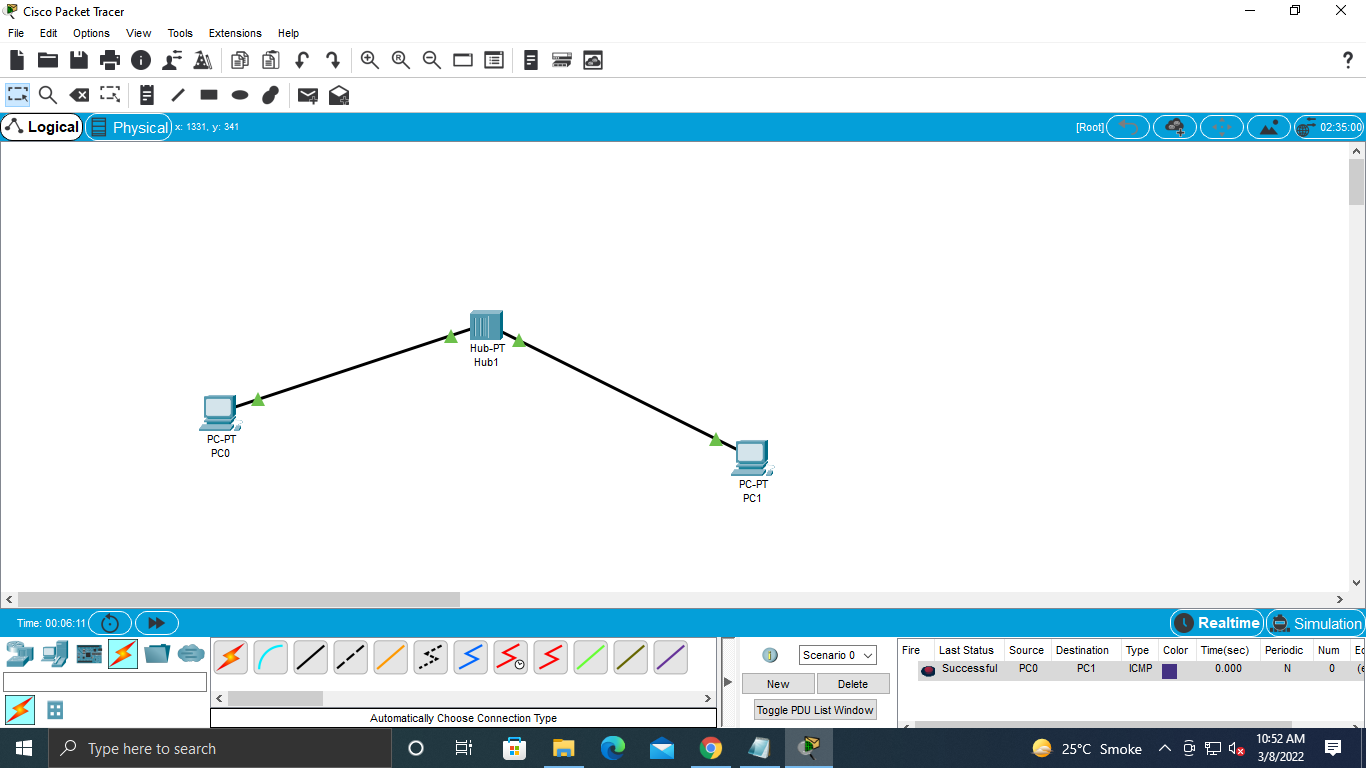 Cisco Packet Tracer
File Edit Options View Tools Extensions Help
?
Logical Physical x: 1331, y: 341 [Root] 02:35:00
Hub-PT
Hub1
PC-PT
PC0
PC-PT
PC1
Time: 00:06:11 Realtime Simulation
Scenario 0
New Delete
Toggle PDU List Window
Fire Last Status Source Destination Type Color Time(sec) Periodic Num Ec
Successful PC0 PC1 ICMP 0.000 N 0 (e
Automatically Choose Connection Type
Type here to search
25°C Smoke
10:52 AM
3/8/2022